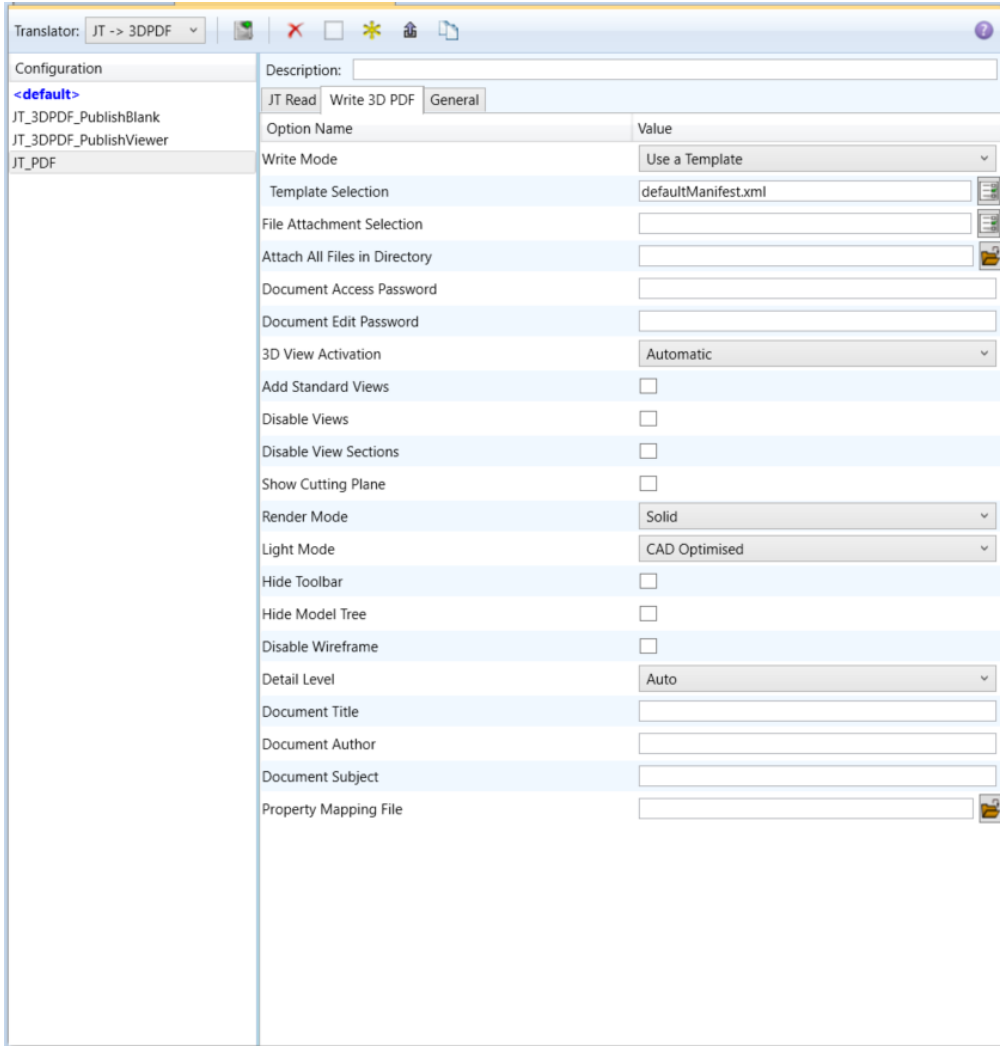 Translator: JT -> 3DPDF
Configuration
<default>
JT_3DPDF_PublishBlank
JT_3DPDF_PublishViewer
JT_PDF
Description:
JT Read Write 3D PDF General
Option Name Value
Write Mode Use a Template
Template Selection defaultManifest.xml
File Attachment Selection
Attach All Files in Directory
Document Access Password
Document Edit Password
3D View Activation Automatic
Add Standard Views
Disable Views
Disable View Sections
Show Cutting Plane
Render Mode Solid
Light Mode CAD Optimised
Hide Toolbar
Hide Model Tree
Disable Wireframe
Detail Level Auto
Document Title
Document Author
Document Subject
Property Mapping File